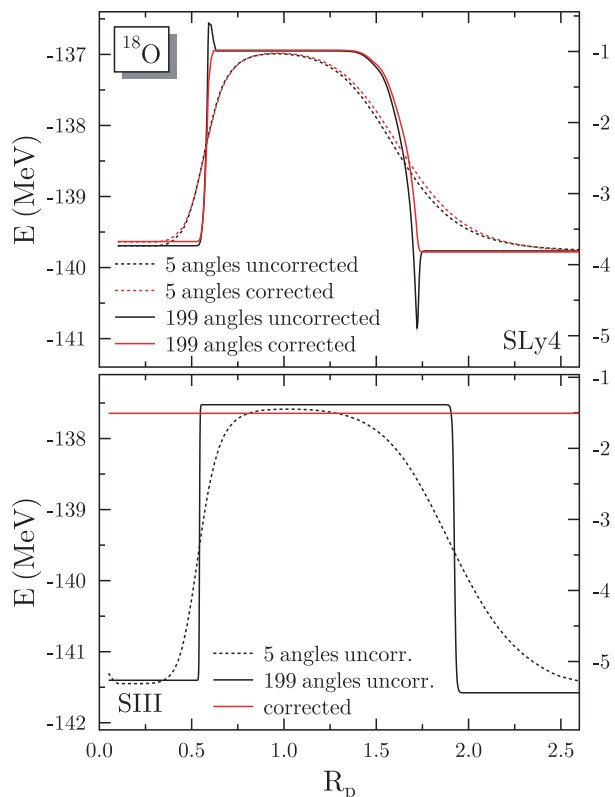 ¹⁸O
E (MeV)
-137
-138
-139
-140
-141
-1
-2
-3
-4
-5
5 angles uncorrected
5 angles corrected
199 angles uncorrected
199 angles corrected
SLy4
E (MeV)
-138
-139
-140
-141
-142
-1
-2
-3
-4
-5
5 angles uncorr.
199 angles uncorr.
corrected
SIII
0.0 0.5 1.0 1.5 2.0 2.5
Rₚ